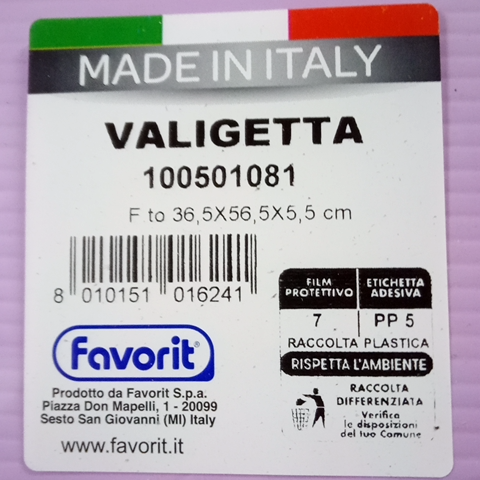 MADE IN ITALY
VALIGETTA
100501081
F to 36,5X56,5X5,5 cm
8 010151 016241
FILM PROTETTIVO
ETICHETTA ADESIVA
7
PP 5
RACCOLTA PLASTICA
RISPETTA L'AMBIENTE
RACCOLTA
DIFFERENZIATA
Verifica
le disposizioni
del tuo Comune
Favorit®
Prodotto da Favorit S.p.a.
Piazza Don Mapelli, 1 - 20099
Sesto San Giovanni (MI) Italy
www.favorit.it